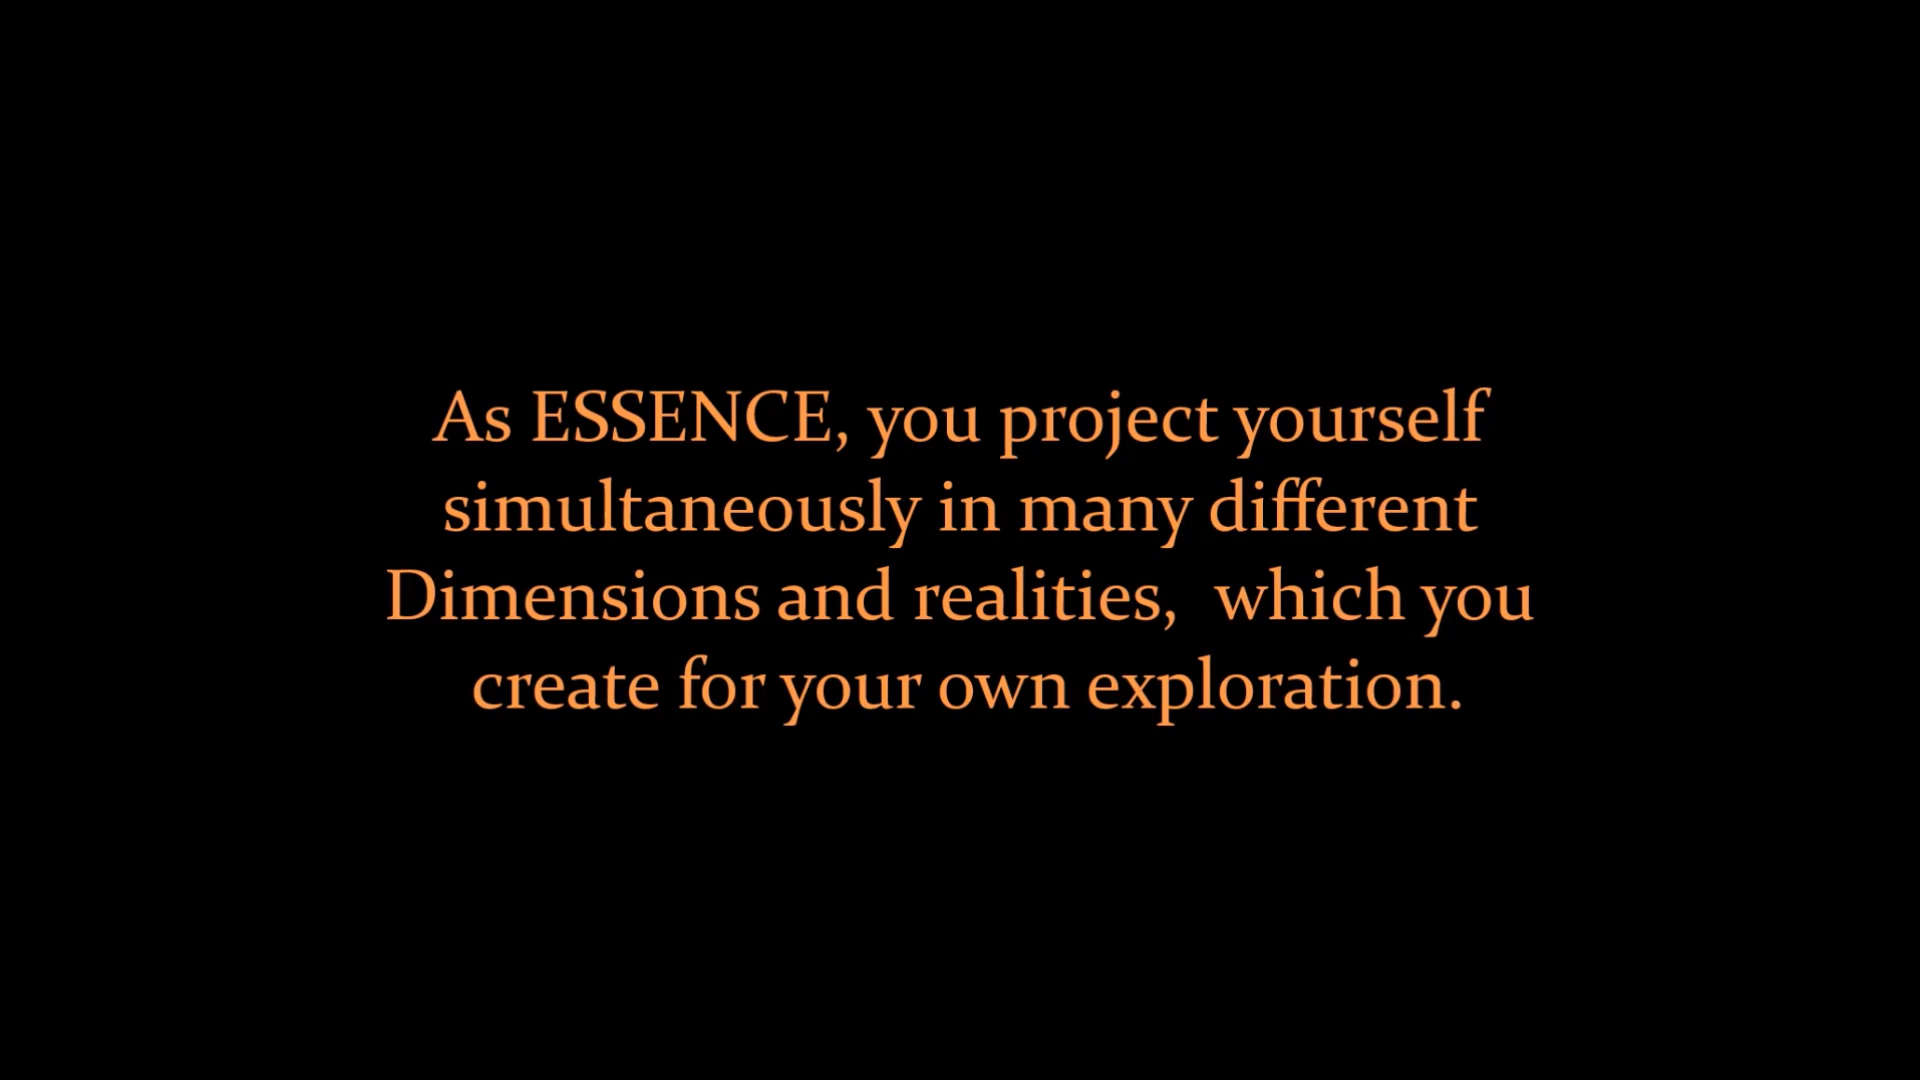 As ESSENCE, you project yourself
simultaneously in many different
Dimensions and realities,  which you
create for your own exploration.